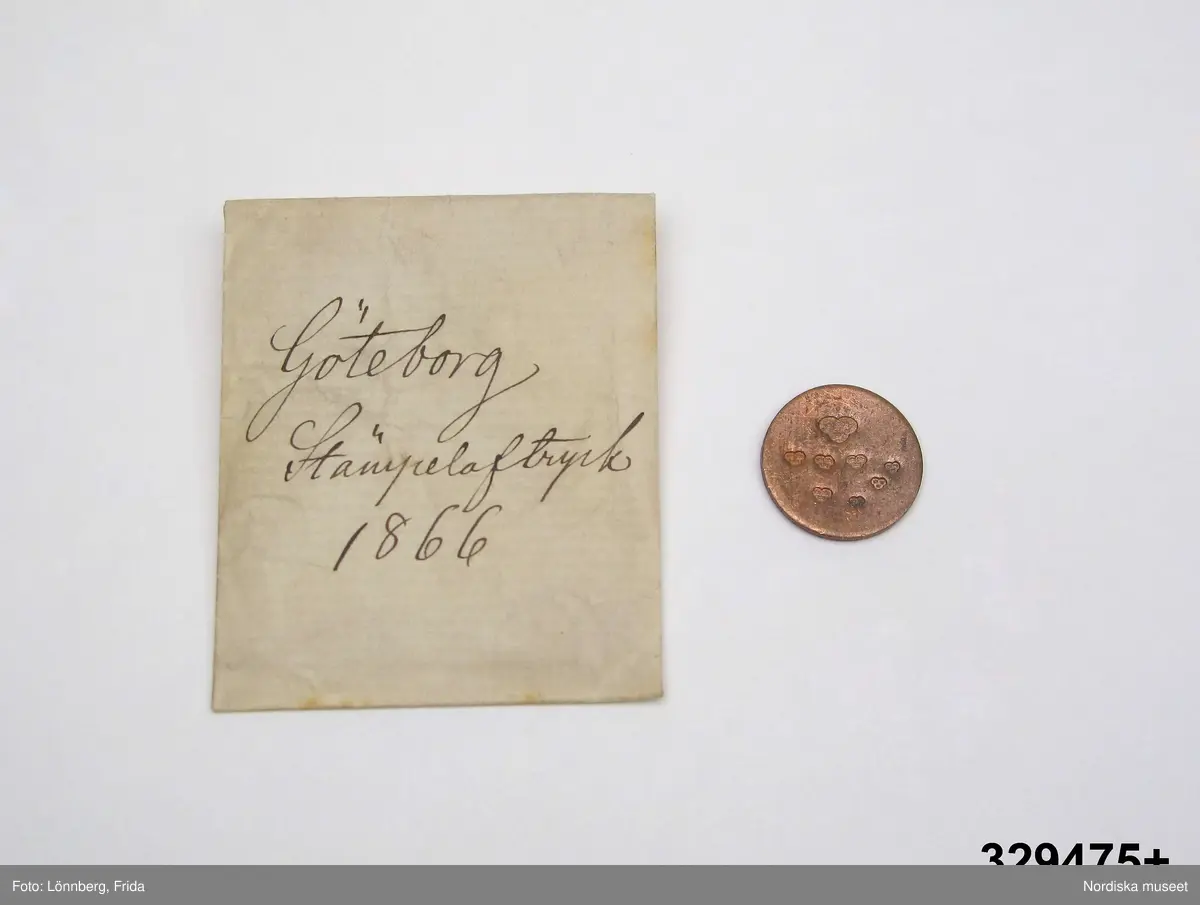 Göteborg
Stämpelaftryck
1866
329475+
Foto: Lönnberg, Frida
Nordiska museet